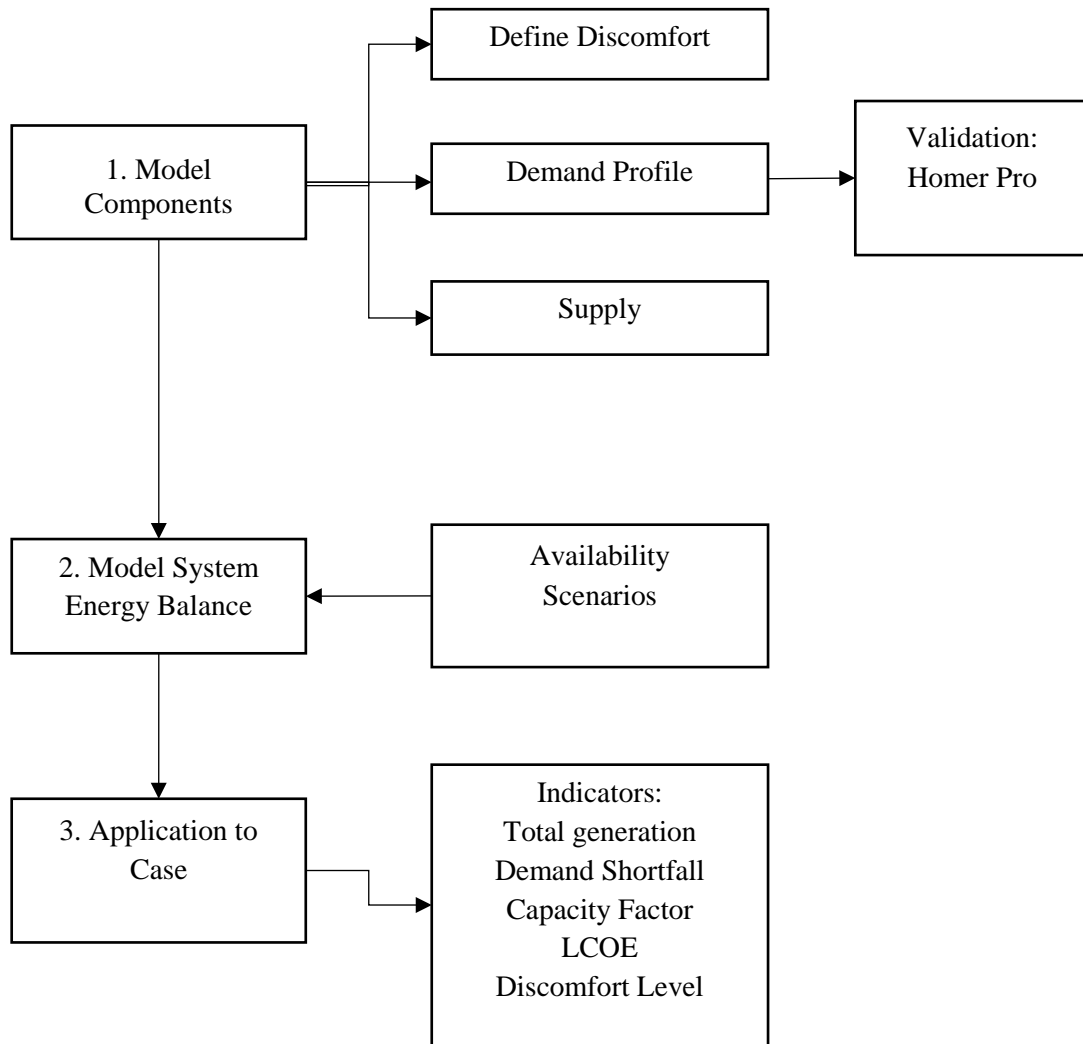 Define Discomfort
1. Model
Components
Demand Profile
Validation:
Homer Pro
Supply
2. Model System
Energy Balance
Availability
Scenarios
3. Application to
Case
Indicators:
Total generation
Demand Shortfall
Capacity Factor
LCOE
Discomfort Level